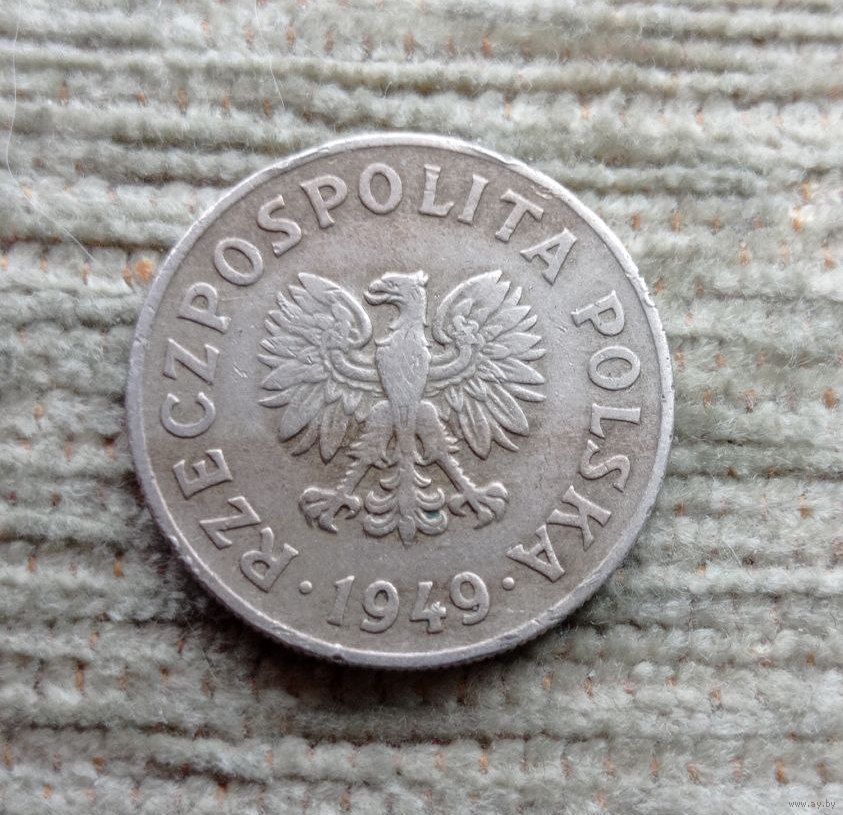 RZECZPOSPOLITA POLSKA
· 1949 ·
www.ay.by